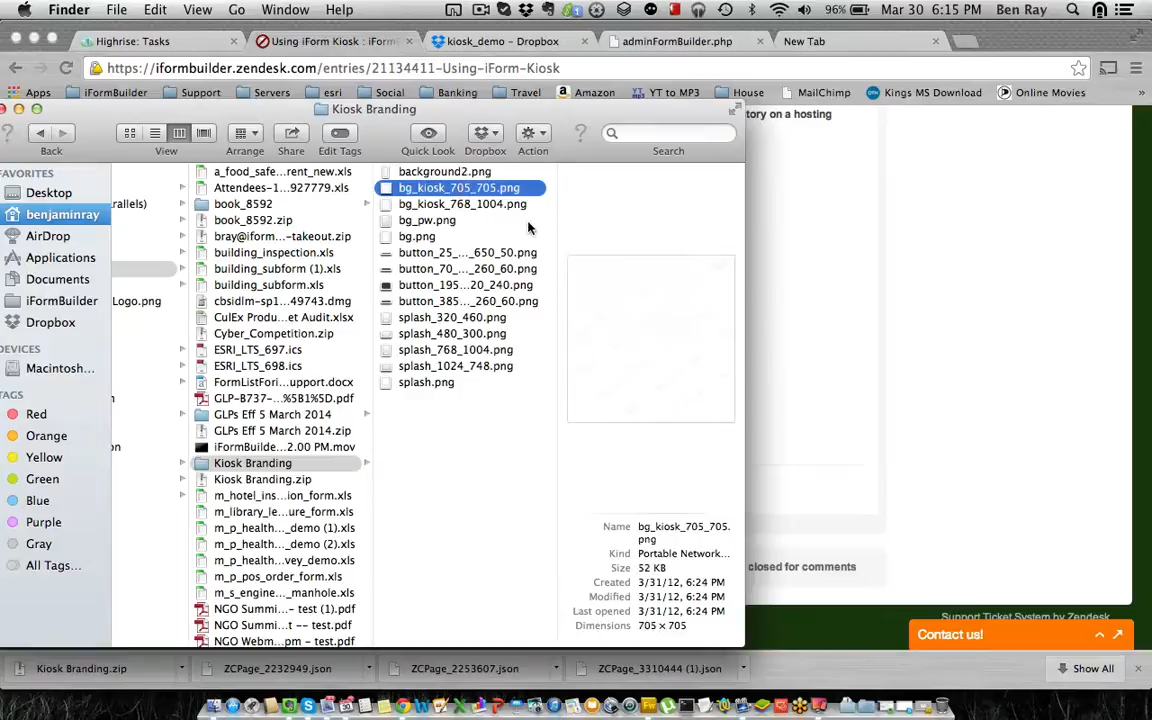 Finder File Edit View Go Window Help 96% Mar 30 6:15 PM Ben Ray
Highrise: Tasks
Using iForm Kiosk : iForm
kiosk_demo - Dropbox
adminFormBuilder.php
New Tab
https://iformbuilder.zendesk.com/entries/21134411-Using-iForm-Kiosk
Apps iFormBuilder Support Servers esri Social Banking Travel Amazon YT to MP3 House MailChimp Kings MS Download Online Movies
Kiosk Branding
Back View Arrange Share Edit Tags Quick Look Dropbox Action Search
FAVORITES
Desktop
benjaminray
AirDrop
Applications
Documents
iFormBuilder
Dropbox
DEVICES
Macintosh...
TAGS
Red
Orange
Yellow
Green
Blue
Purple
Gray
All Tags...
arallels)
Logo.png
on
a_food_safe...rent_new.xls
Attendees-1...927779.xls
book_8592
book_8592.zip
bray@iform...-takeout.zip
building_inspection.xls
building_subform (1).xls
building_subform.xls
cbsidlm-sp1...49743.dmg
CulEx Produ...et Audit.xlsx
Cyber_Competition.zip
ESRI_LTS_697.ics
ESRI_LTS_698.ics
FormListFori...upport.docx
GLP-B737-...%5B1%5D.pdf
GLPs Eff 5 March 2014
GLPs Eff 5 March 2014.zip
iFormBuilde...2.00 PM.mov
Kiosk Branding
Kiosk Branding.zip
m_hotel_ins...ion_form.xls
m_library_le...ure_form.xls
m_p_health..._demo (1).xls
m_p_health..._demo (2).xls
m_p_health...vey_demo.xls
m_p_pos_order_form.xls
m_s_engine..._manhole.xls
NGO Summi...- test (1).pdf
NGO Summi...t -- test.pdf
NGO Webm...pm - test.pdf
background2.png
bg_kiosk_705_705.png
bg_kiosk_768_1004.png
bg_pw.png
bg.png
button_25_..._650_50.png
button_70_..._260_60.png
button_195...20_240.png
button_385..._260_60.png
splash_320_460.png
splash_480_300.png
splash_768_1004.png
splash_1024_748.png
splash.png
Name bg_kiosk_705_705.
png
Kind Portable Network...
Size 52 KB
Created 3/31/12, 6:24 PM
Modified 3/31/12, 6:24 PM
Last opened 3/31/12, 6:24 PM
Dimensions 705 × 705
tory on a hosting
closed for comments
Support Ticket System by Zendesk
Contact us!
Kiosk Branding.zip
ZCPage_2232949.json
ZCPage_2253607.json
ZCPage_3310444 (1).json
Show All